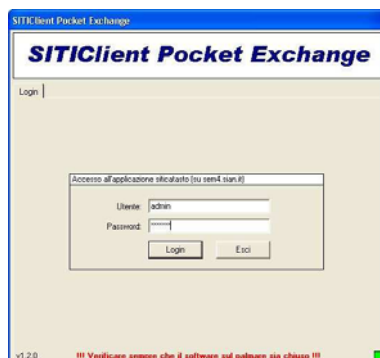 SITIClient Pocket Exchange
SITIClient Pocket Exchange
Login
Accesso all'applicazione siticatasto (su sem4.sian.it)
Utente: admin
Password:
Login Esci
v1.2.0 !!! Verificare sempre che il software sul palmare sia chiuso !!!